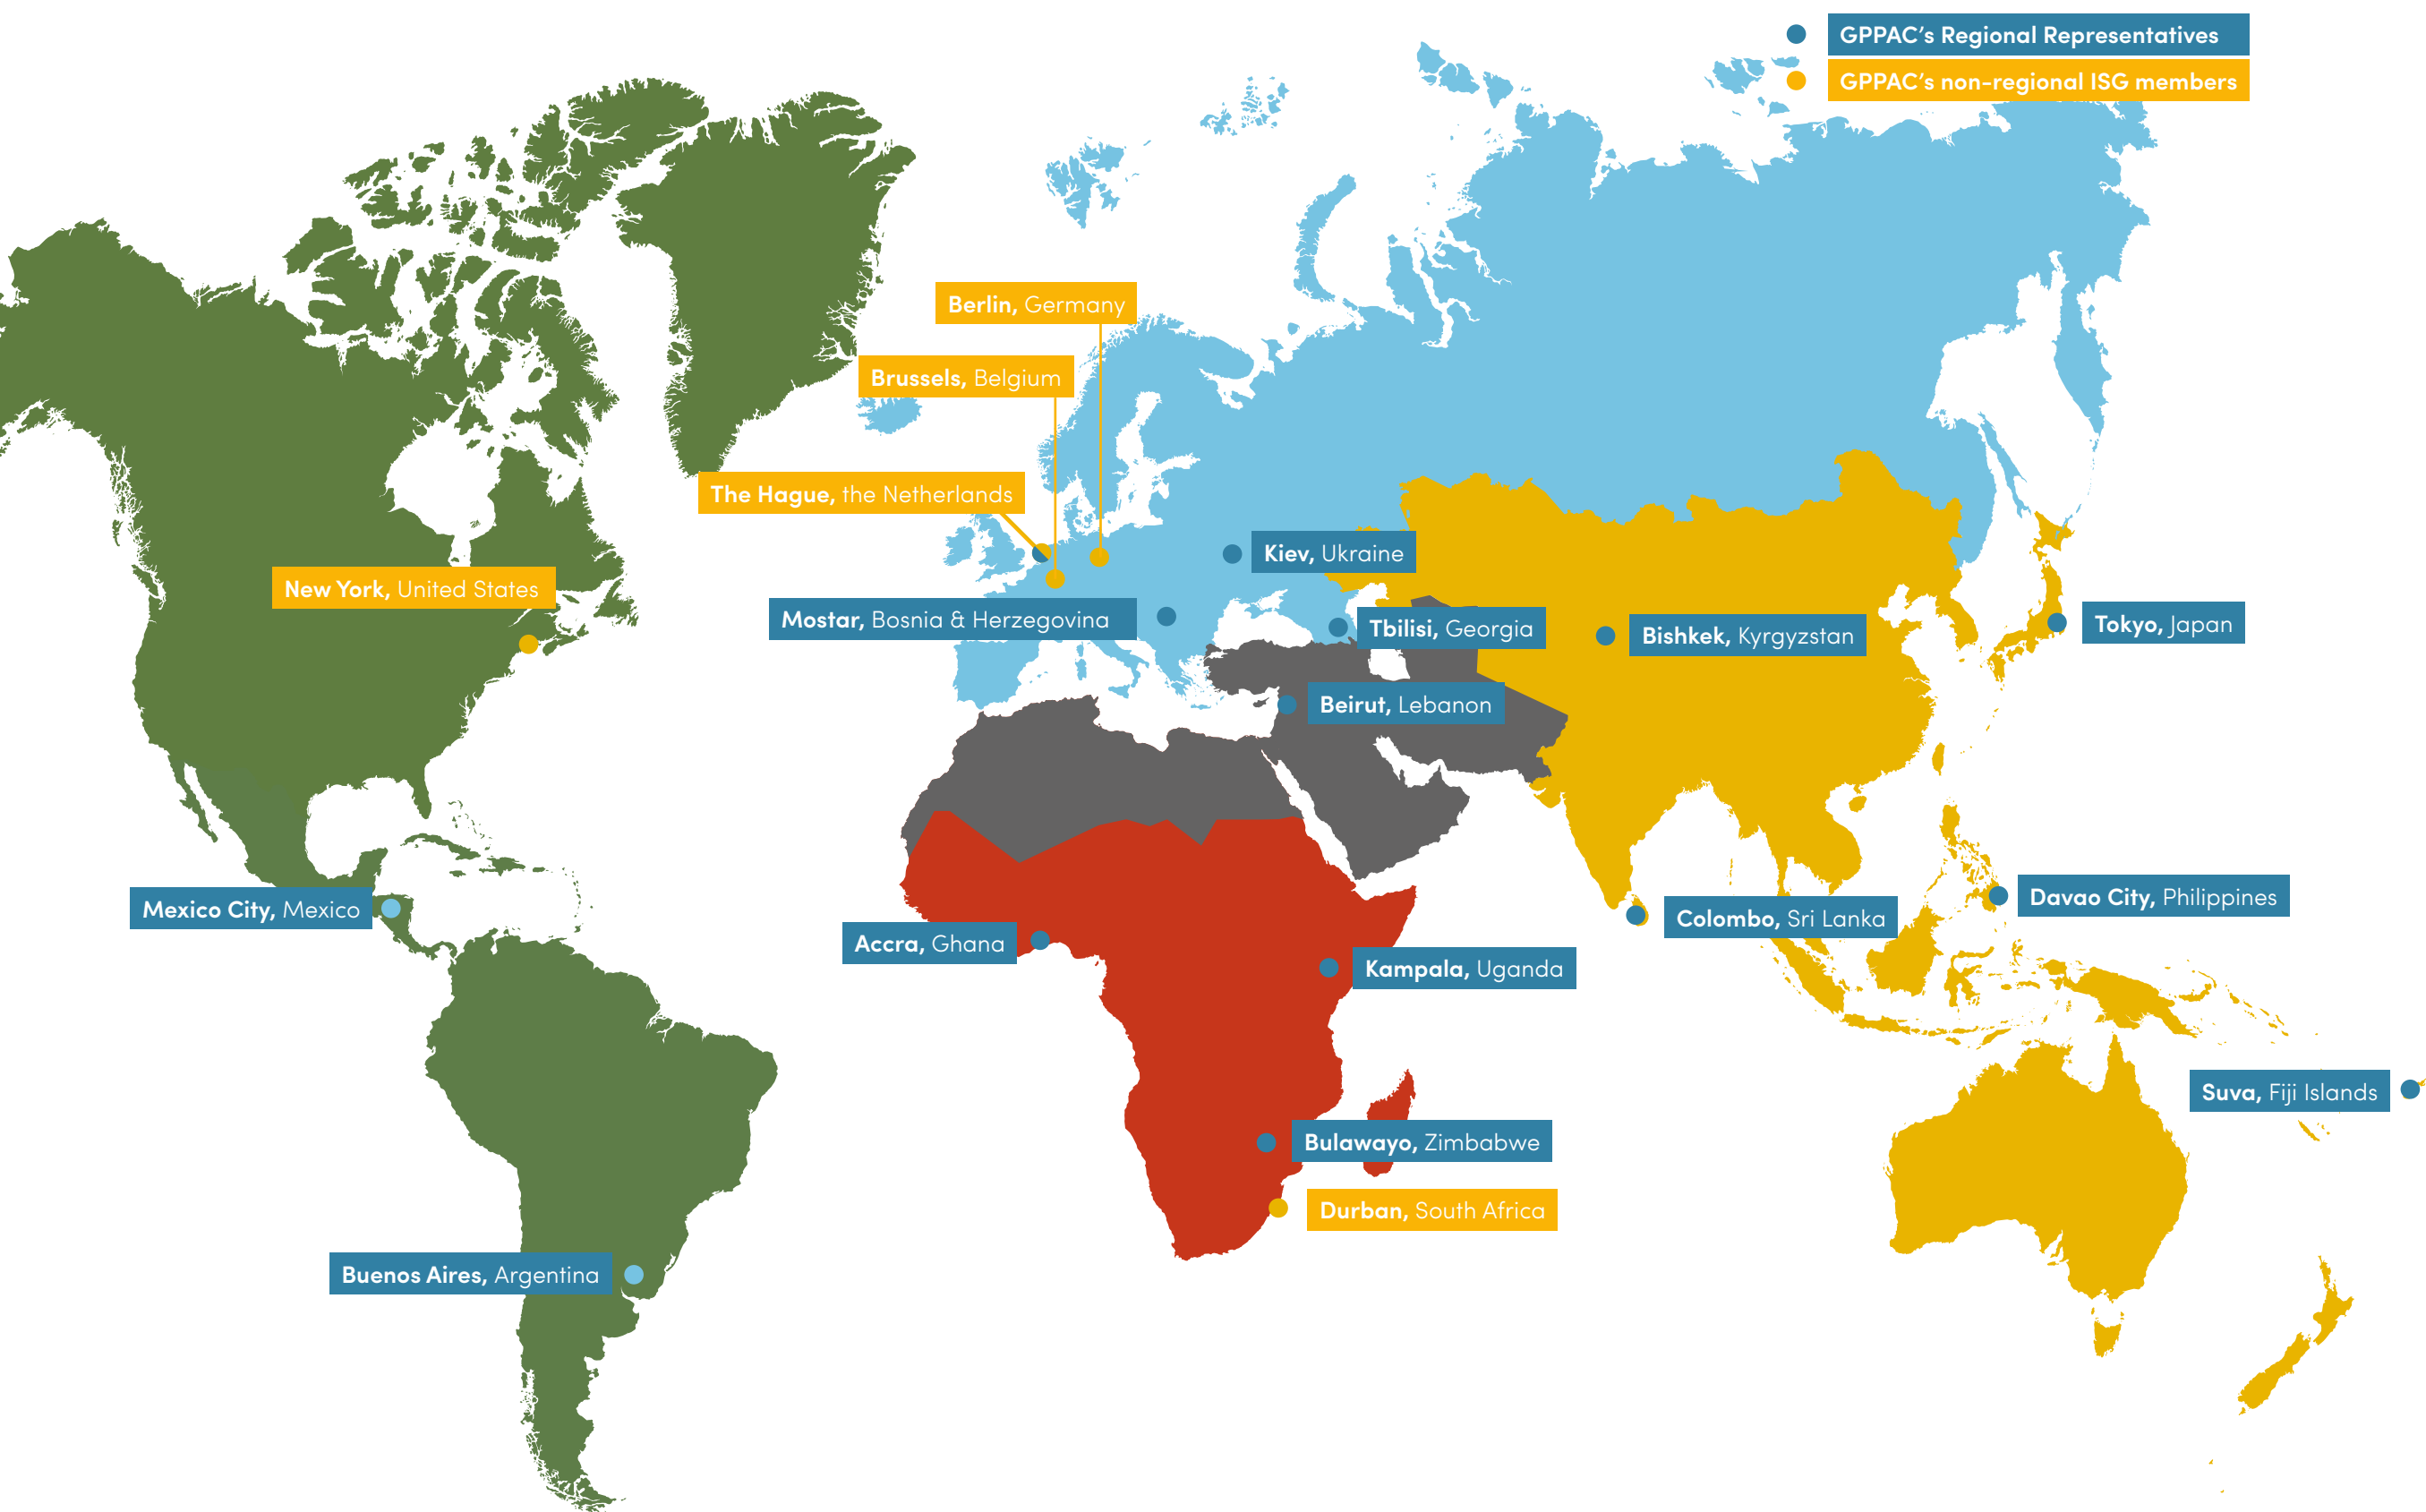 GPPAC's Regional Representatives
GPPAC's non-regional ISG members
Berlin, Germany
Brussels, Belgium
The Hague, the Netherlands
Kiev, Ukraine
New York, United States
Mostar, Bosnia & Herzegovina
Tbilisi, Georgia
Bishkek, Kyrgyzstan
Tokyo, Japan
Beirut, Lebanon
Mexico City, Mexico
Davao City, Philippines
Colombo, Sri Lanka
Accra, Ghana
Kampala, Uganda
Suva, Fiji Islands
Bulawayo, Zimbabwe
Durban, South Africa
Buenos Aires, Argentina